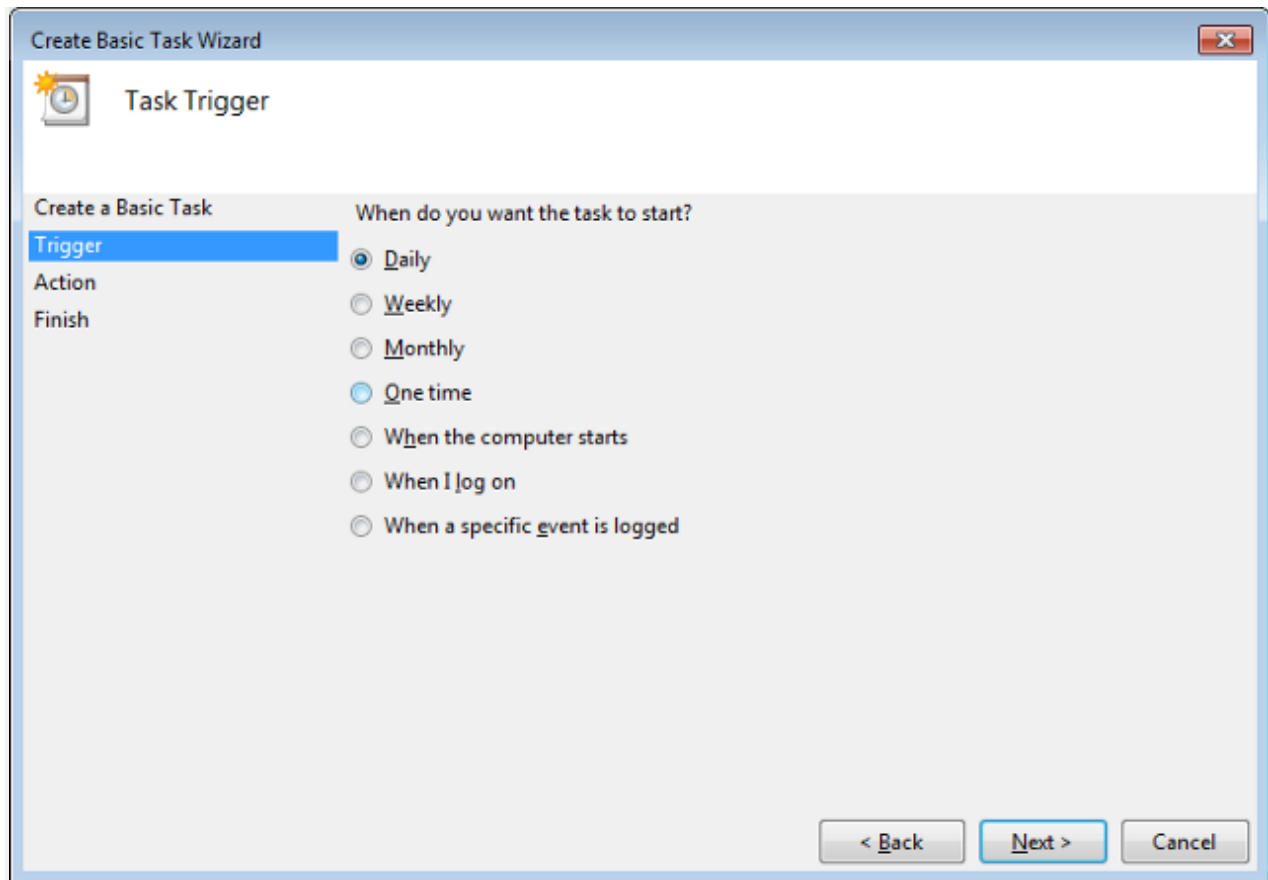 Create Basic Task Wizard
Task Trigger
Create a Basic Task
Trigger
Action
Finish
When do you want the task to start?
Daily
Weekly
Monthly
One time
When the computer starts
When I log on
When a specific event is logged
< Back
Next >
Cancel